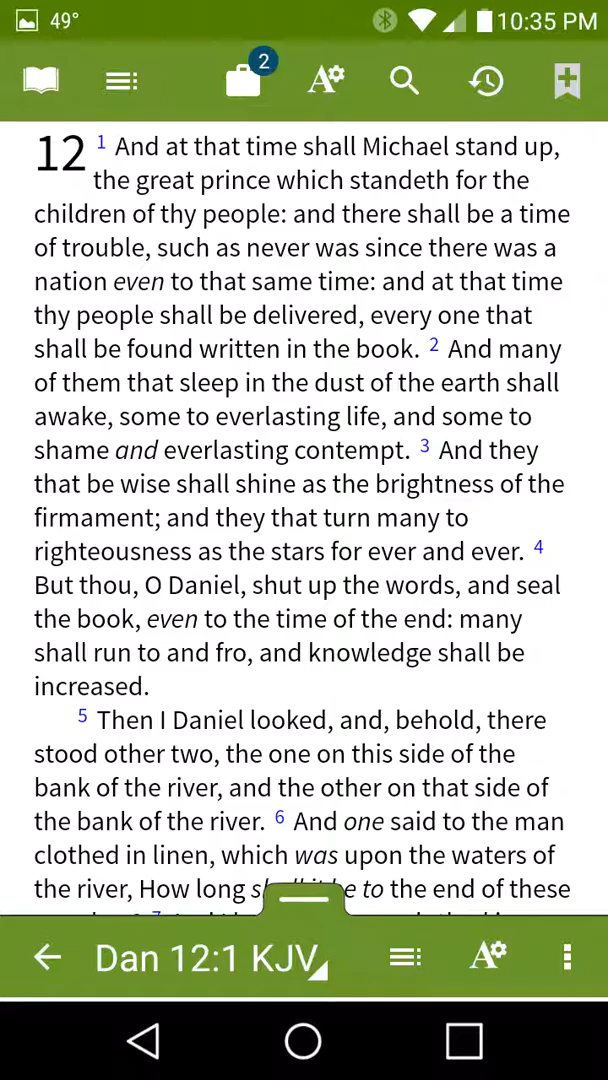 49°
10:35 PM
2
12 1 And at that time shall Michael stand up,
the great prince which standeth for the
children of thy people: and there shall be a time
of trouble, such as never was since there was a
nation even to that same time: and at that time
thy people shall be delivered, every one that
shall be found written in the book. 2 And many
of them that sleep in the dust of the earth shall
awake, some to everlasting life, and some to
shame and everlasting contempt. 3 And they
that be wise shall shine as the brightness of the
firmament; and they that turn many to
righteousness as the stars for ever and ever. 4
But thou, O Daniel, shut up the words, and seal
the book, even to the time of the end: many
shall run to and fro, and knowledge shall be
increased.
5 Then I Daniel looked, and, behold, there
stood other two, the one on this side of the
bank of the river, and the other on that side of
the bank of the river. 6 And one said to the man
clothed in linen, which was upon the waters of
the river, How long shall it be to the end of these
Dan 12:1 KJV